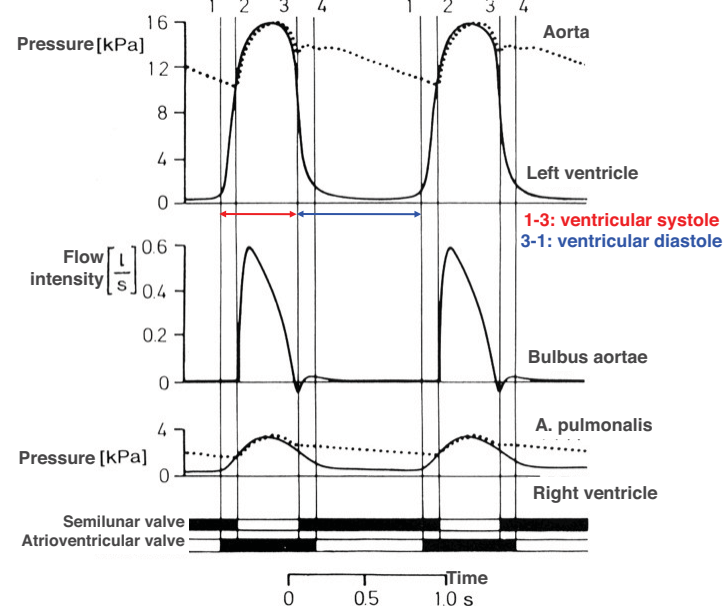 1 2 3 4 1 2 3 4
16
Pressure [kPa]
Aorta
12
8
4
Left ventricle
0
1-3: ventricular systole
3-1: ventricular diastole
0.6
Flow
intensity [l/s]
0.4
0.2
Bulbus aortae
0
4
A. pulmonalis
Pressure [kPa]
0
Right ventricle
Semilunar valve
Atrioventricular valve
Time
0 0.5 1.0 s